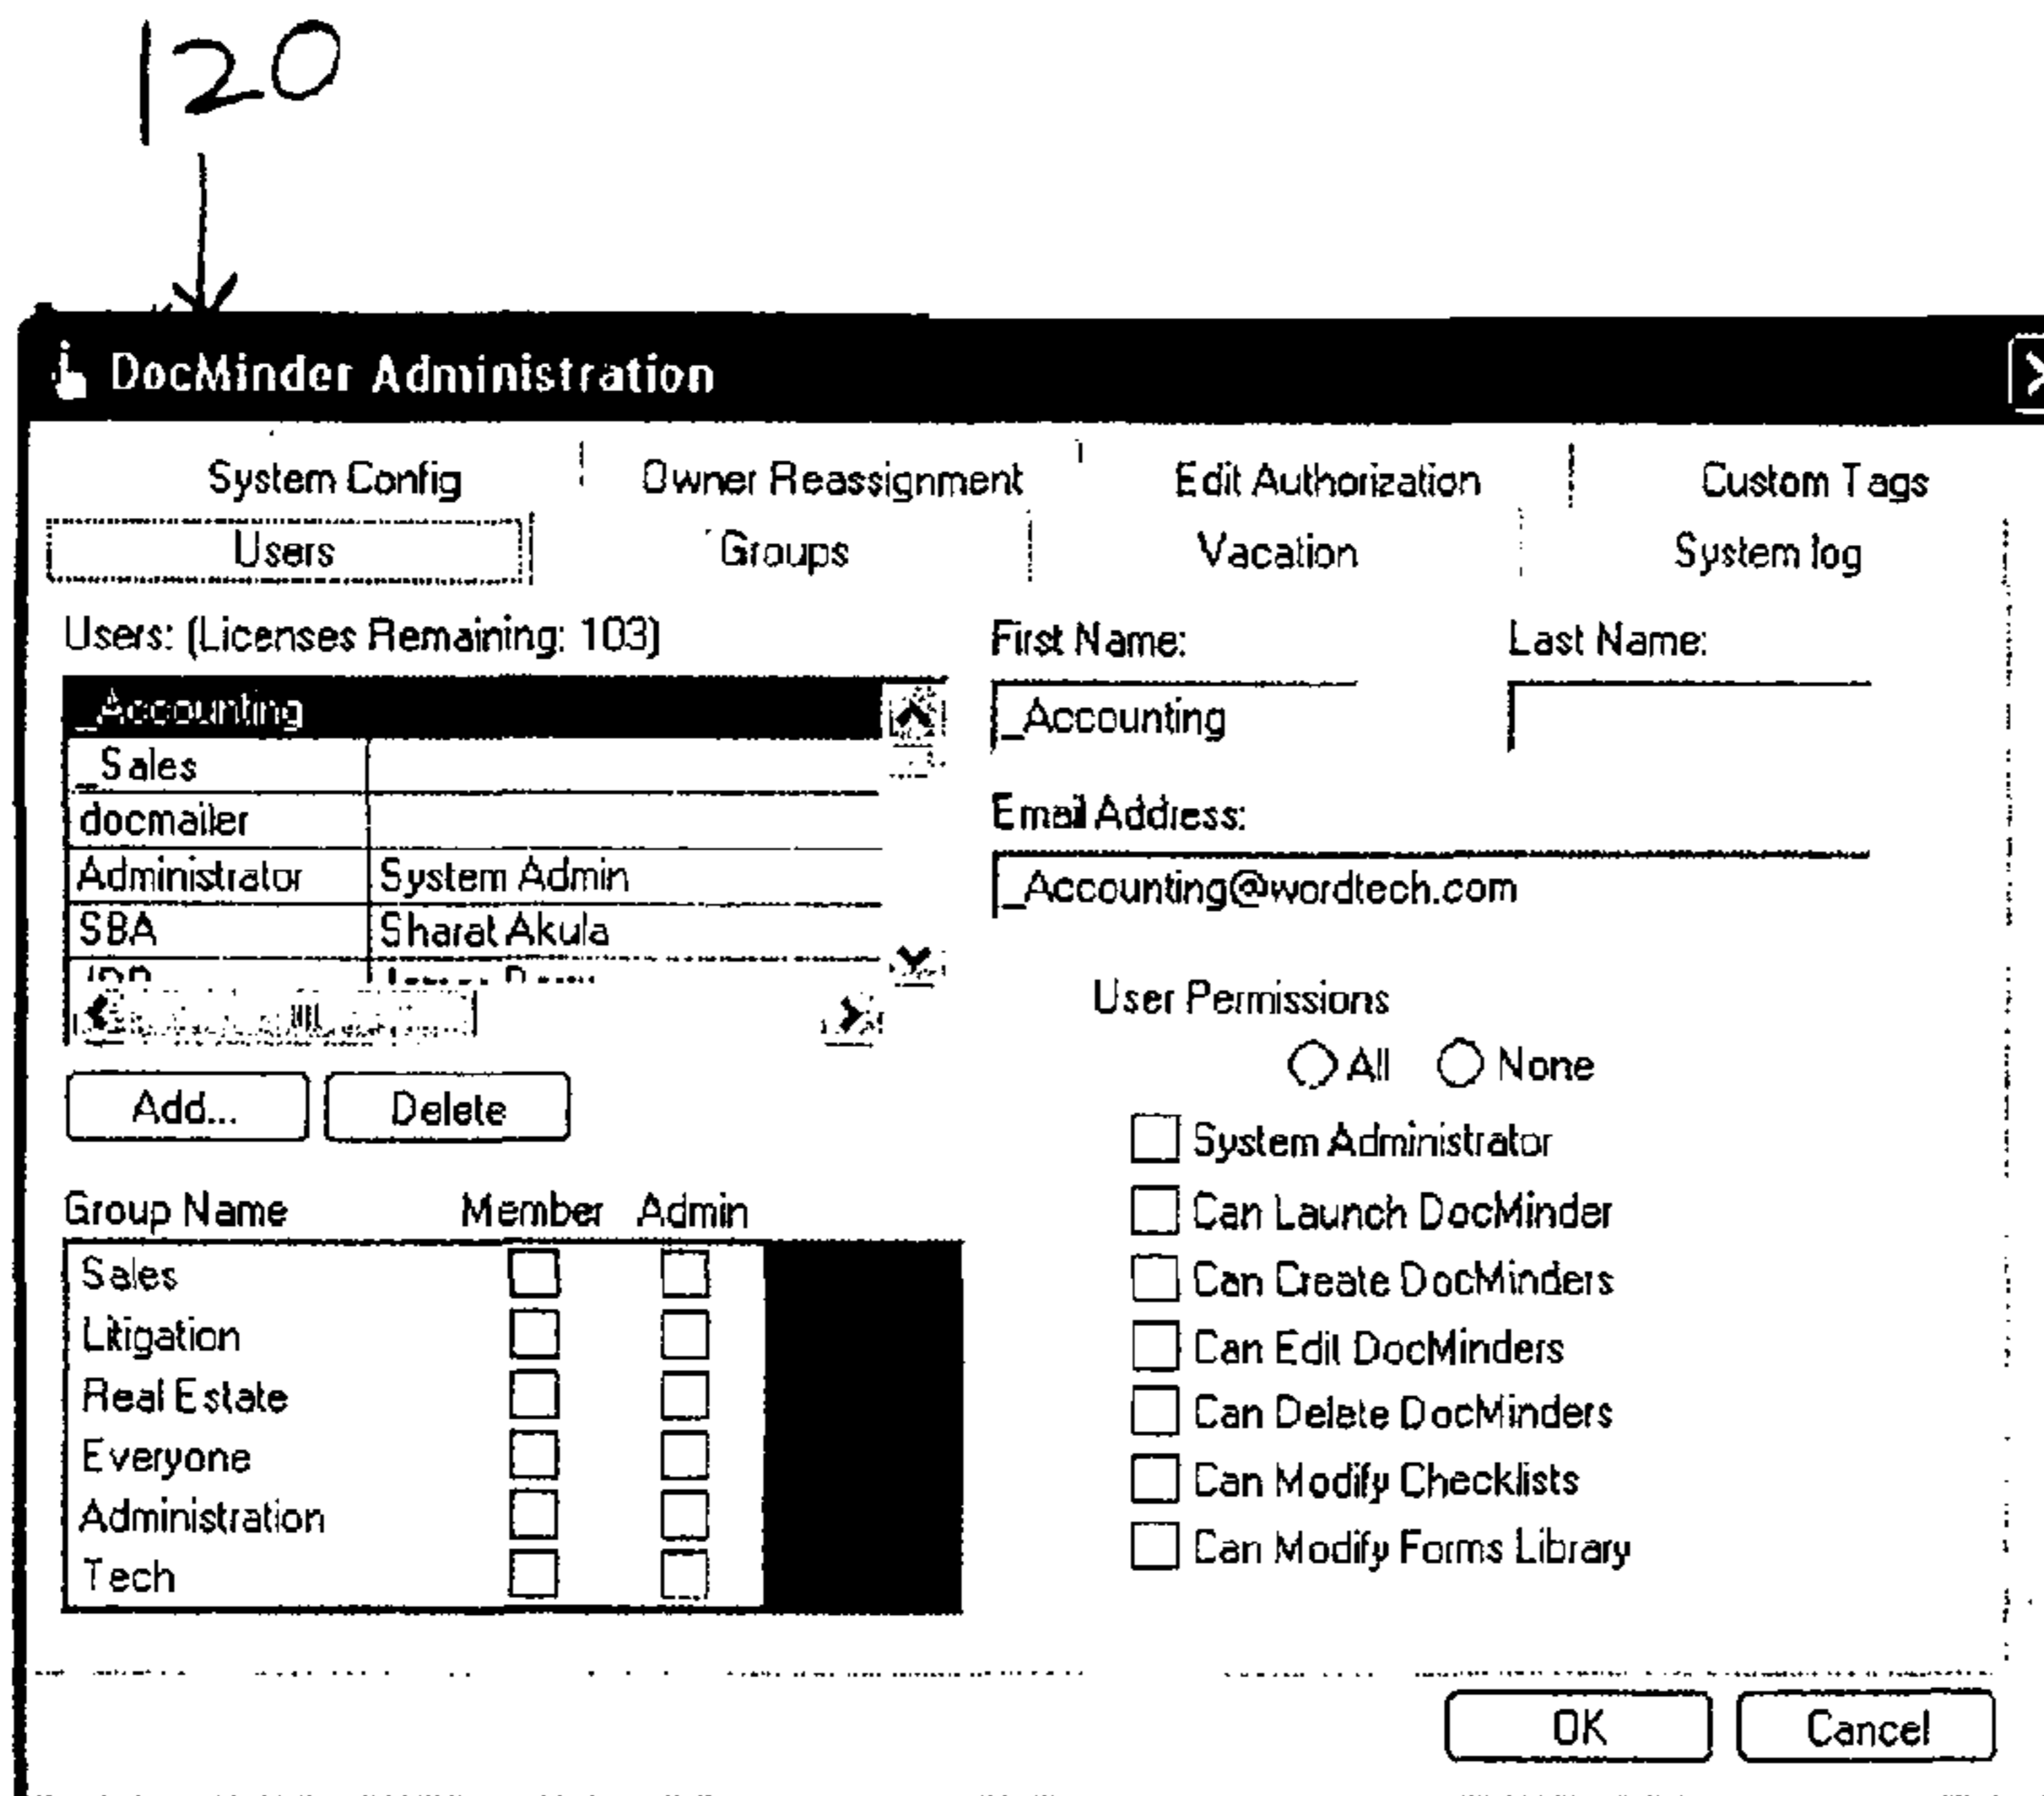 120
DocMinder Administration
System Config Owner Reassignment Edit Authorization Custom Tags
Users Groups Vacation System log
Users: (Licenses Remaining: 103) First Name: Last Name:
_Accounting _Accounting
_Sales
docmailer Email Address:
Administrator System Admin _Accounting@wordtech.com
SBA Sharat Akula
User Permissions
All None
Add... Delete System Administrator
Group Name Member Admin Can Launch DocMinder
Sales Can Create DocMinders
Litigation Can Edit DocMinders
Real Estate Can Delete DocMinders
Everyone Can Modify Checklists
Administration Can Modify Forms Library
Tech
OK Cancel